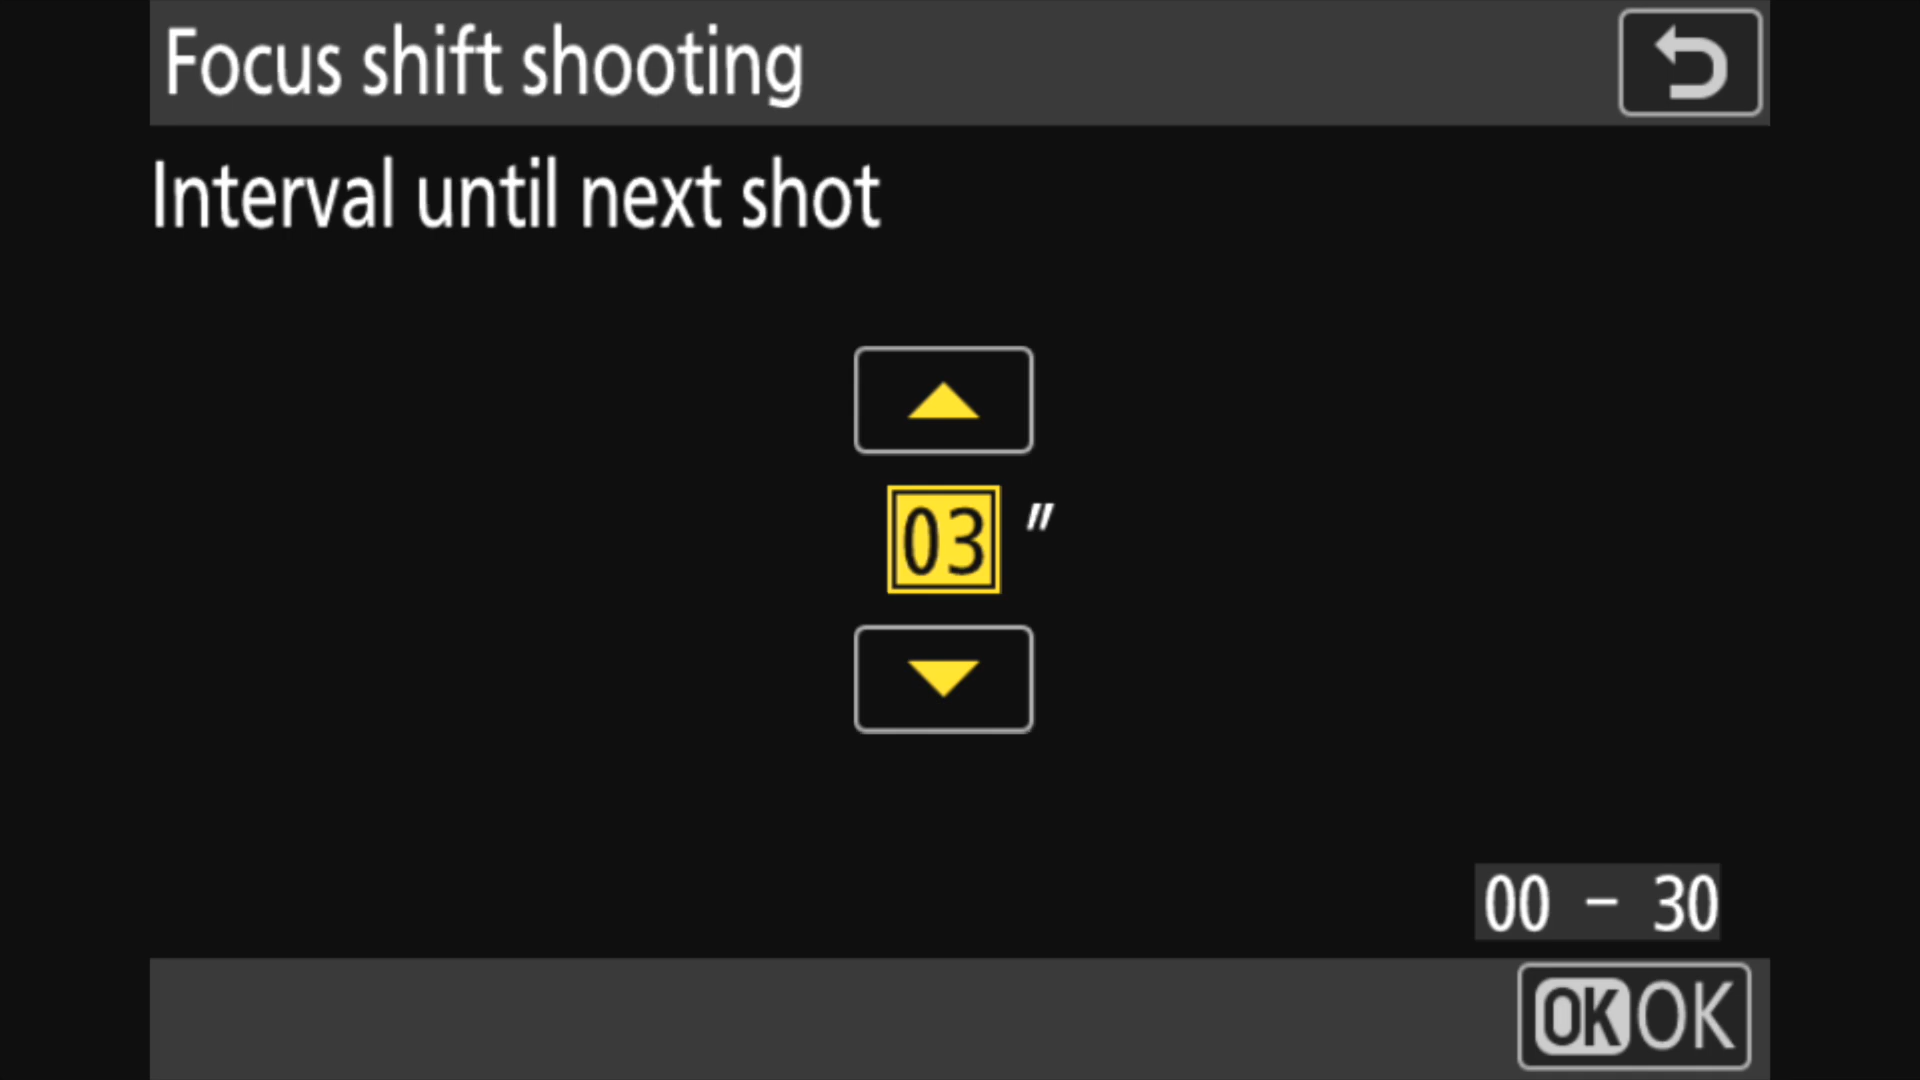 Focus shift shooting
Interval until next shot
03 "
00 - 30
OK OK